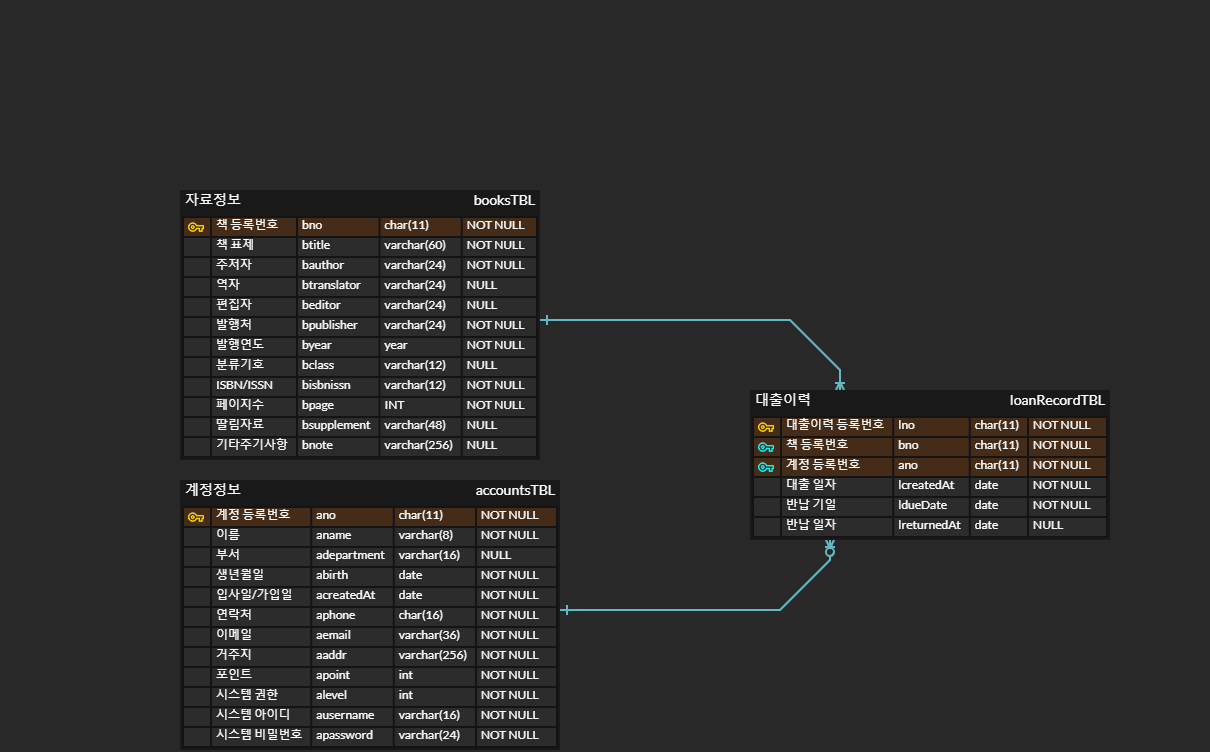 자료정보 booksTBL
책 등록번호 bno char(11) NOT NULL
책 표제 btitle varchar(60) NOT NULL
주저자 bauthor varchar(24) NOT NULL
역자 btranslator varchar(24) NULL
편집자 beditor varchar(24) NULL
발행처 bpublisher varchar(24) NOT NULL
발행연도 byear year NOT NULL
분류기호 bclass varchar(12) NULL
ISBN/ISSN bisbnissn varchar(12) NOT NULL
페이지수 bpage INT NOT NULL
딸림자료 bsupplement varchar(48) NULL
기타주기사항 bnote varchar(256) NULL
계정정보 accountsTBL
계정 등록번호 ano char(11) NOT NULL
이름 aname varchar(8) NOT NULL
부서 adepartment varchar(16) NULL
생년월일 abirth date NOT NULL
입사일/가입일 acreatedAt date NOT NULL
연락처 aphone char(16) NOT NULL
이메일 aemail varchar(36) NOT NULL
거주지 aaddr varchar(256) NOT NULL
포인트 apoint int NOT NULL
시스템 권한 alevel int NOT NULL
시스템 아이디 ausername varchar(16) NOT NULL
시스템 비밀번호 apassword varchar(24) NOT NULL
대출이력 loanRecordTBL
대출이력 등록번호 lno char(11) NOT NULL
책 등록번호 bno char(11) NOT NULL
계정 등록번호 ano char(11) NOT NULL
대출 일자 lcreatedAt date NOT NULL
반납 기일 ldueDate date NOT NULL
반납 일자 lreturnedAt date NULL